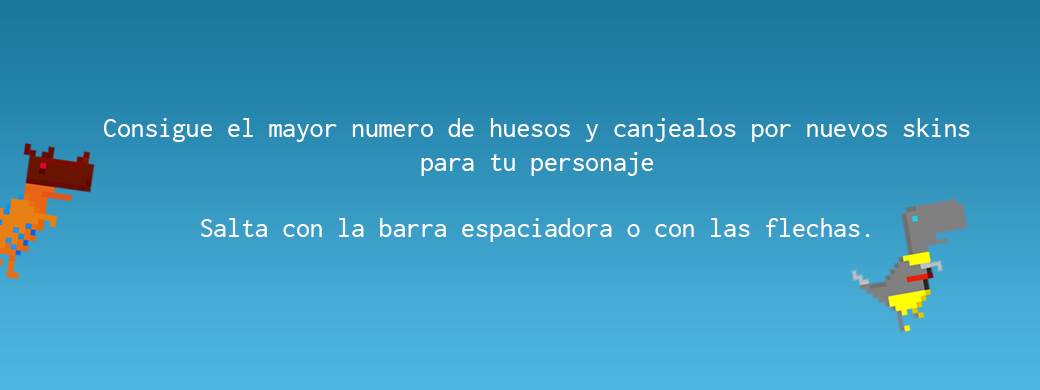 Consigue el mayor numero de huesos y canjealos por nuevos skins
para tu personaje
Salta con la barra espaciadora o con las flechas.